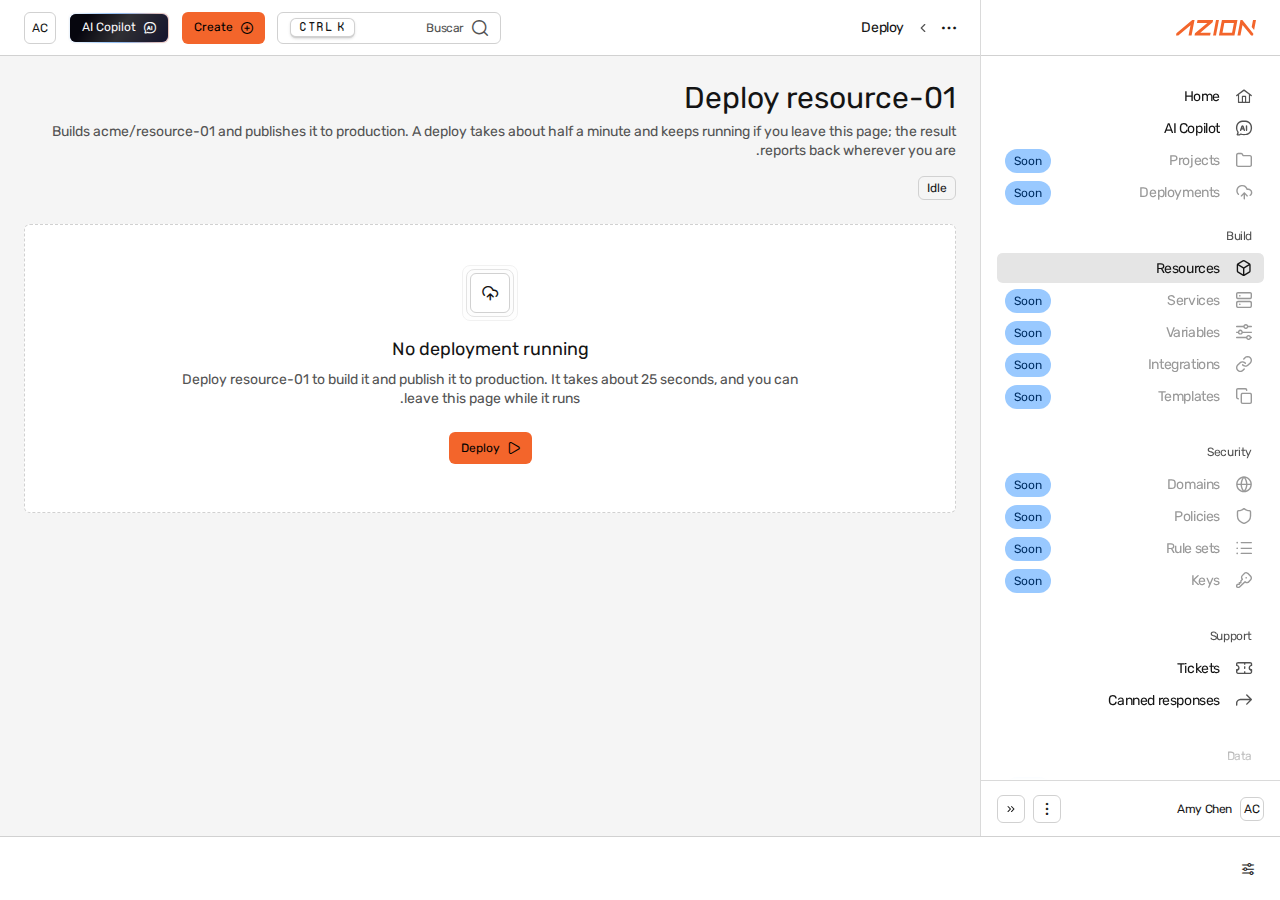 AZION
Deploy
Buscar
CTRL K
Create
AI Copilot
AC
Home
AI Copilot
Projects
Soon
Deployments
Soon
Build
Resources
Services
Soon
Variables
Soon
Integrations
Soon
Templates
Soon
Security
Domains
Soon
Policies
Soon
Rule sets
Soon
Keys
Soon
Support
Tickets
Canned responses
Data
AC
Amy Chen
Deploy resource-01
Builds acme/resource-01 and publishes it to production. A deploy takes about half a minute and keeps running if you leave this page; the result
.reports back wherever you are
Idle
No deployment running
Deploy resource-01 to build it and publish it to production. It takes about 25 seconds, and you can
.leave this page while it runs
Deploy